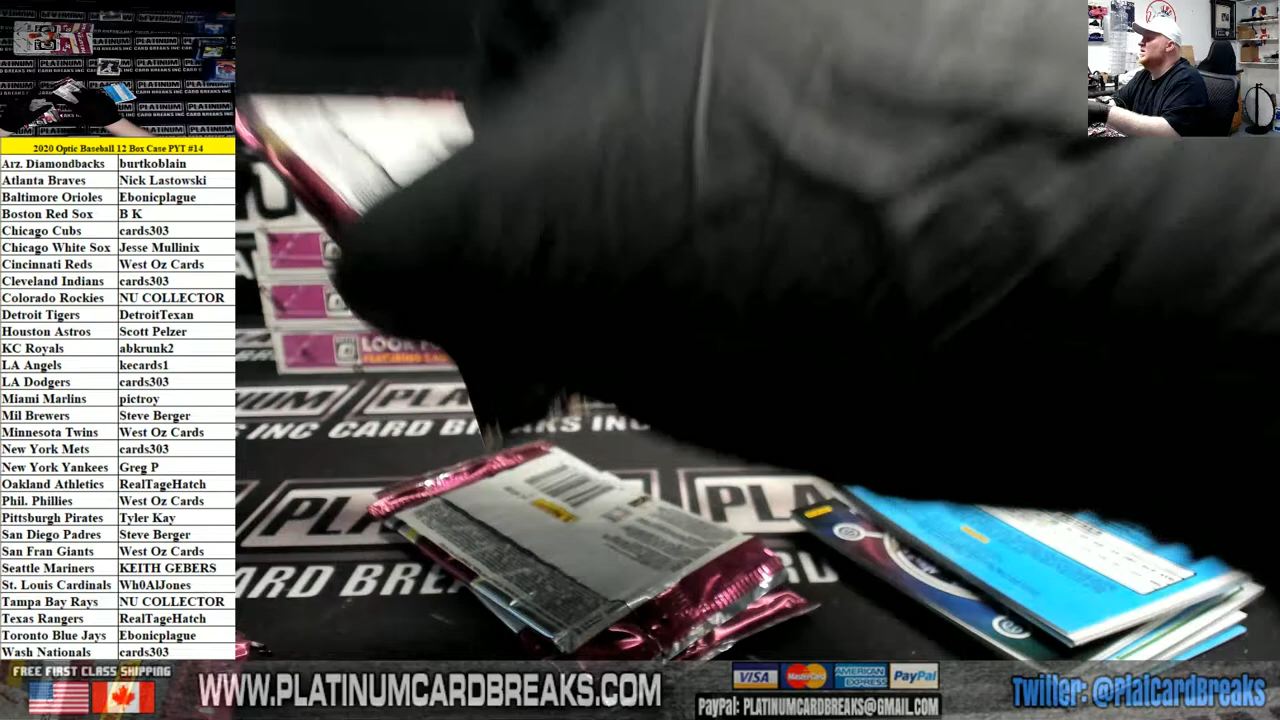 2020 Optic Baseball 12 Box Case PYT #14
Arz. Diamondbacks burtkoblain
Atlanta Braves Nick Lastowski
Baltimore Orioles Ebonicplague
Boston Red Sox B K
Chicago Cubs cards303
Chicago White Sox Jesse Mullinix
Cincinnati Reds West Oz Cards
Cleveland Indians cards303
Colorado Rockies NU COLLECTOR
Detroit Tigers DetroitTexan
Houston Astros Scott Pelzer
KC Royals abkrunk2
LA Angels kecards1
LA Dodgers cards303
Miami Marlins pictroy
Mil Brewers Steve Berger
Minnesota Twins West Oz Cards
New York Mets cards303
New York Yankees Greg P
Oakland Athletics RealTageHatch
Phil. Phillies West Oz Cards
Pittsburgh Pirates Tyler Kay
San Diego Padres Steve Berger
San Fran Giants West Oz Cards
Seattle Mariners KEITH GEBERS
St. Louis Cardinals Wh0AlJones
Tampa Bay Rays NU COLLECTOR
Texas Rangers RealTageHatch
Toronto Blue Jays Ebonicplague
Wash Nationals cards303
LOOK FO
FEATURING
INC CARD BREAKS INC
CARD BREA
FREE FIRST CLASS SHIPPING
WWW.PLATINUMCARDBREAKS.COM
VISA MasterCard AMERICAN EXPRESS PayPal
PayPal: PLATINUMCARDBREAKS@GMAIL.COM
Twitter: @PlatCardBreaks